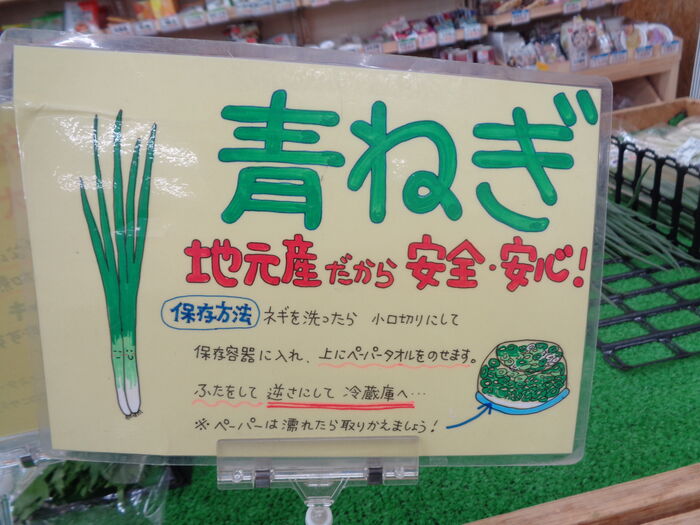 青ねぎ
地元産だから 安全・安心!
保存方法 ネギを洗ったら 小口切りにして
保存容器に入れ、上にペーパータオルをのせます。
ふたをして 逆さにして 冷蔵庫へ…
※ペーパーは濡れたら取りかえましょう!